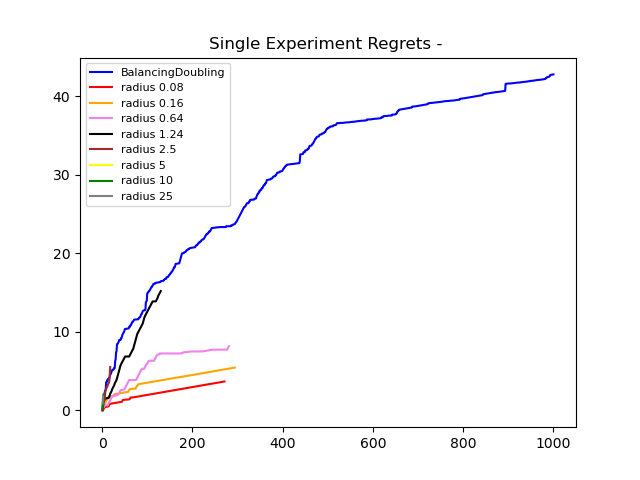 Single Experiment Regrets -
BalancingDoubling
radius 0.08
radius 0.16
radius 0.64
radius 1.24
radius 2.5
radius 5
radius 10
radius 25
40
30
20
10
0
0 200 400 600 800 1000